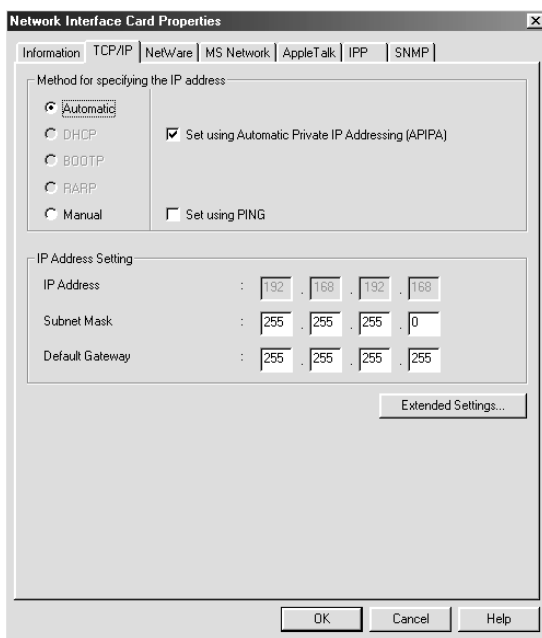 Network Interface Card Properties
Information TCP/IP NetWare MS Network AppleTalk IPP SNMP
Method for specifying the IP address
Automatic
DHCP Set using Automatic Private IP Addressing (APIPA)
BOOTP
RARP
Manual Set using PING
IP Address Setting
IP Address : 192 . 168 . 192 . 168
Subnet Mask : 255 . 255 . 255 . 0
Default Gateway : 255 . 255 . 255 . 255
Extended Settings...
OK Cancel Help